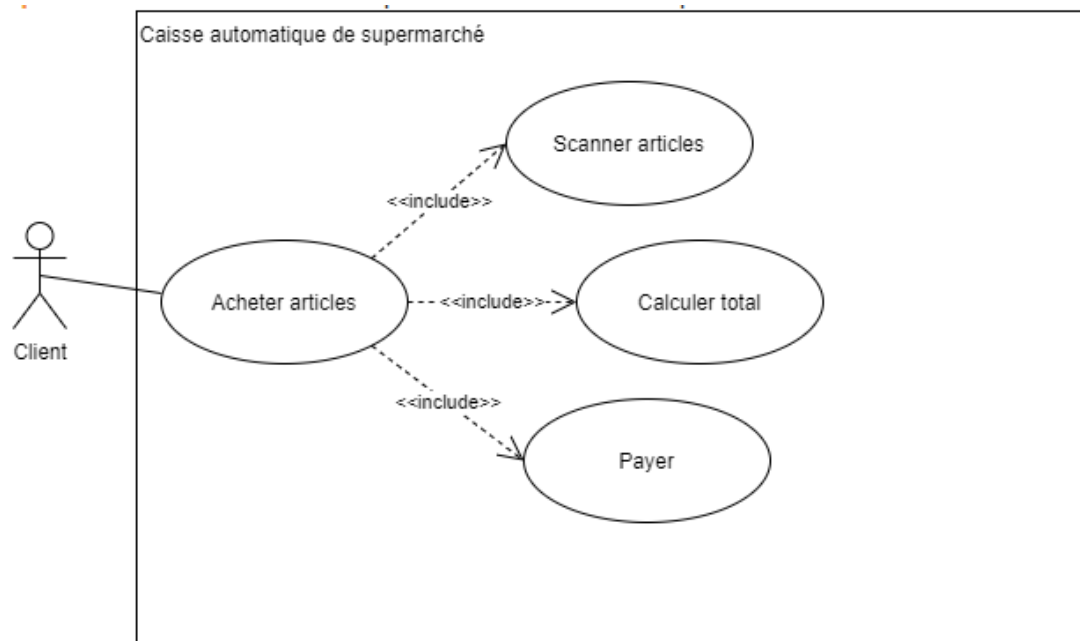 Caisse automatique de supermarché
Scanner articles
<<include>>
Acheter articles
<<include>>
Calculer total
Client
<<include>>
Payer